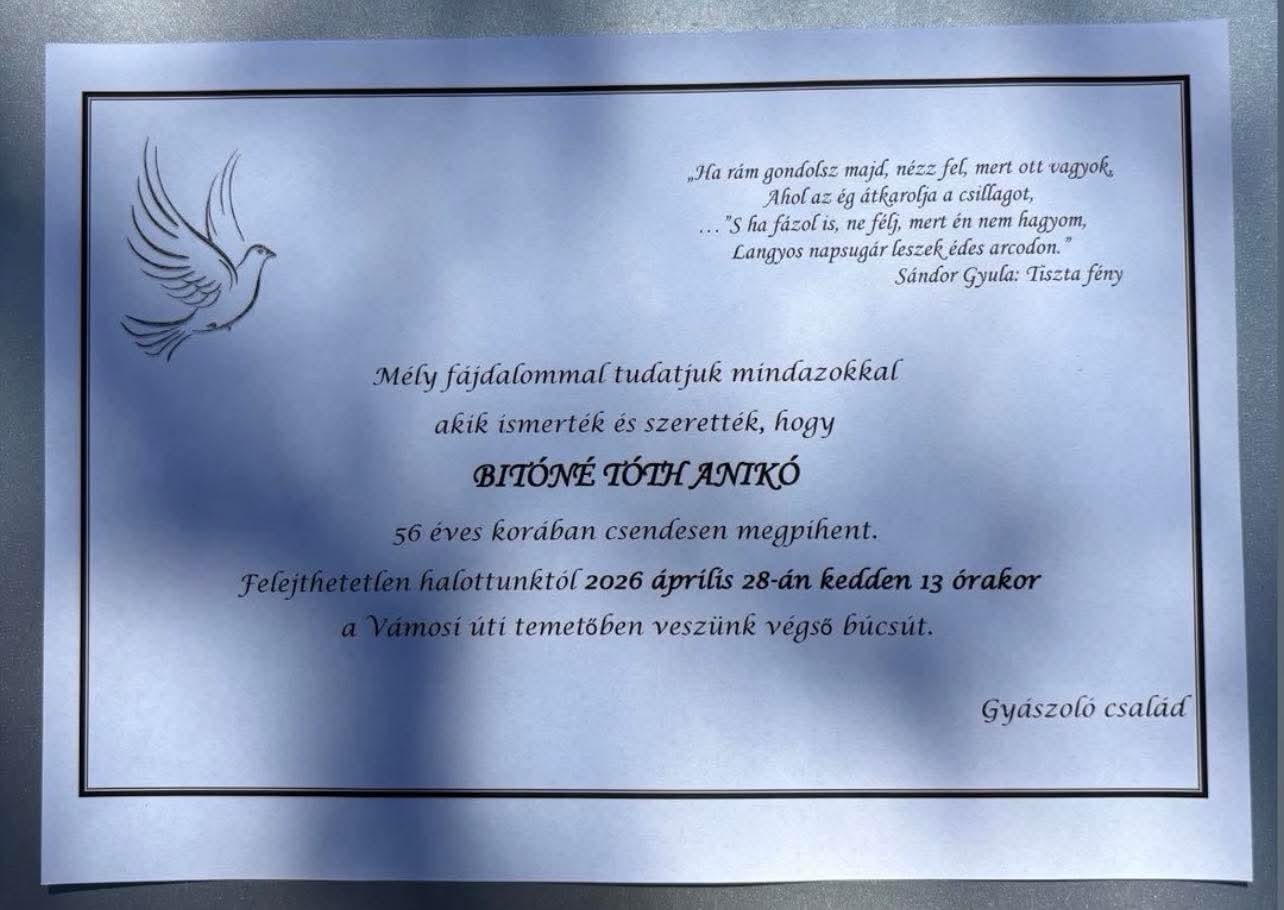 „Ha rám gondolsz majd, nézz fel, mert ott vagyok,
Ahol az ég átkarolja a csillagot,
…”S ha fázol is, ne félj, mert én nem hagyom,
Langyos napsugár leszek édes arcodon.”
Sándor Gyula: Tiszta fény
Mély fájdalommal tudatjuk mindazokkal
akik ismerték és szerették, hogy
BITÓNÉ TÓTH ANIKÓ
56 éves korában csendesen megpihent.
Felejthetetlen halottunktól 2026 április 28-án kedden 13 órakor
a Vámosi úti temetőben veszünk végső búcsút.
Gyászoló család